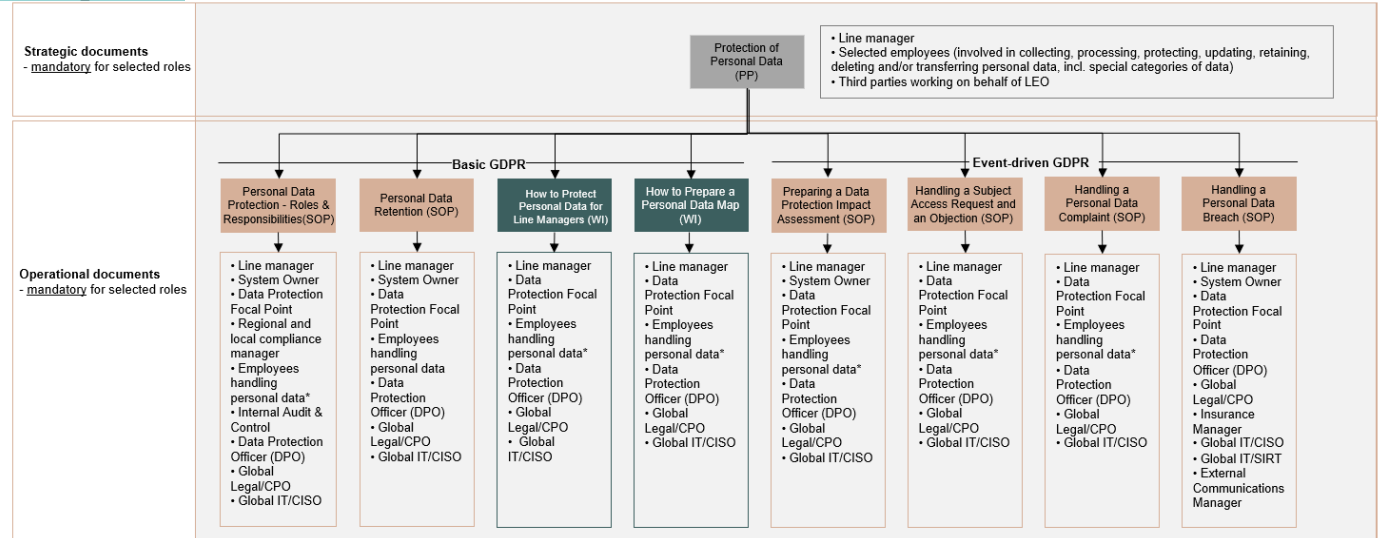 Strategic documents
- mandatory for selected roles
Protection of
Personal Data
(PP)
• Line manager
• Selected employees (involved in collecting, processing, protecting, updating, retaining,
deleting and/or transferring personal data, incl. special categories of data)
• Third parties working on behalf of LEO
Operational documents
- mandatory for selected roles
Basic GDPR
Event-driven GDPR
Personal Data
Protection - Roles &
Responsibilities(SOP)
• Line manager
• System Owner
• Data Protection
Focal Point
• Regional and
local compliance
manager
• Employees
handling
personal data*
• Internal Audit &
Control
• Data Protection
Officer (DPO)
• Global
Legal/CPO
• Global IT/CISO
Personal Data
Retention (SOP)
• Line manager
• System Owner
• Data
Protection Focal
Point
• Employees
handling
personal data
• Data
Protection
Officer (DPO)
• Global
Legal/CPO
• Global IT/CISO
How to Protect
Personal Data for
Line Managers (WI)
• Line manager
• Data
Protection Focal
Point
• Employees
handling
personal data*
• Data
Protection
Officer (DPO)
• Global
Legal/CPO
• Global
IT/CISO
How to Prepare a
Personal Data Map
(WI)
• Line manager
• Data
Protection Focal
Point
• Employees
handling
personal data*
• Data
Protection
Officer (DPO)
• Global
Legal/CPO
• Global IT/CISO
Preparing a Data
Protection Impact
Assessment (SOP)
• Line manager
• System Owner
• Data
Protection Focal
Point
• Employees
handling
personal data*
• Data
Protection
Officer (DPO)
• Global
Legal/CPO
• Global IT/CISO
Handling a Subject
Access Request and
an Objection (SOP)
• Line manager
• Data
Protection Focal
Point
• Employees
handling
personal data*
• Data
Protection
Officer (DPO)
• Global
Legal/CPO
• Global IT/CISO
Handling a
Personal Data
Complaint (SOP)
• Line manager
• Data
Protection Focal
Point
• Employees
handling
personal data*
• Data
Protection
Officer (DPO)
• Global
Legal/CPO
• Global IT/CISO
Handling a
Personal Data
Breach (SOP)
• Line manager
• System Owner
• Data
Protection Focal
Point
• Data
Protection
Officer (DPO)
• Global
Legal/CPO
• Insurance
Manager
• Global IT/CISO
• Global IT/SIRT
• External
Communications
Manager